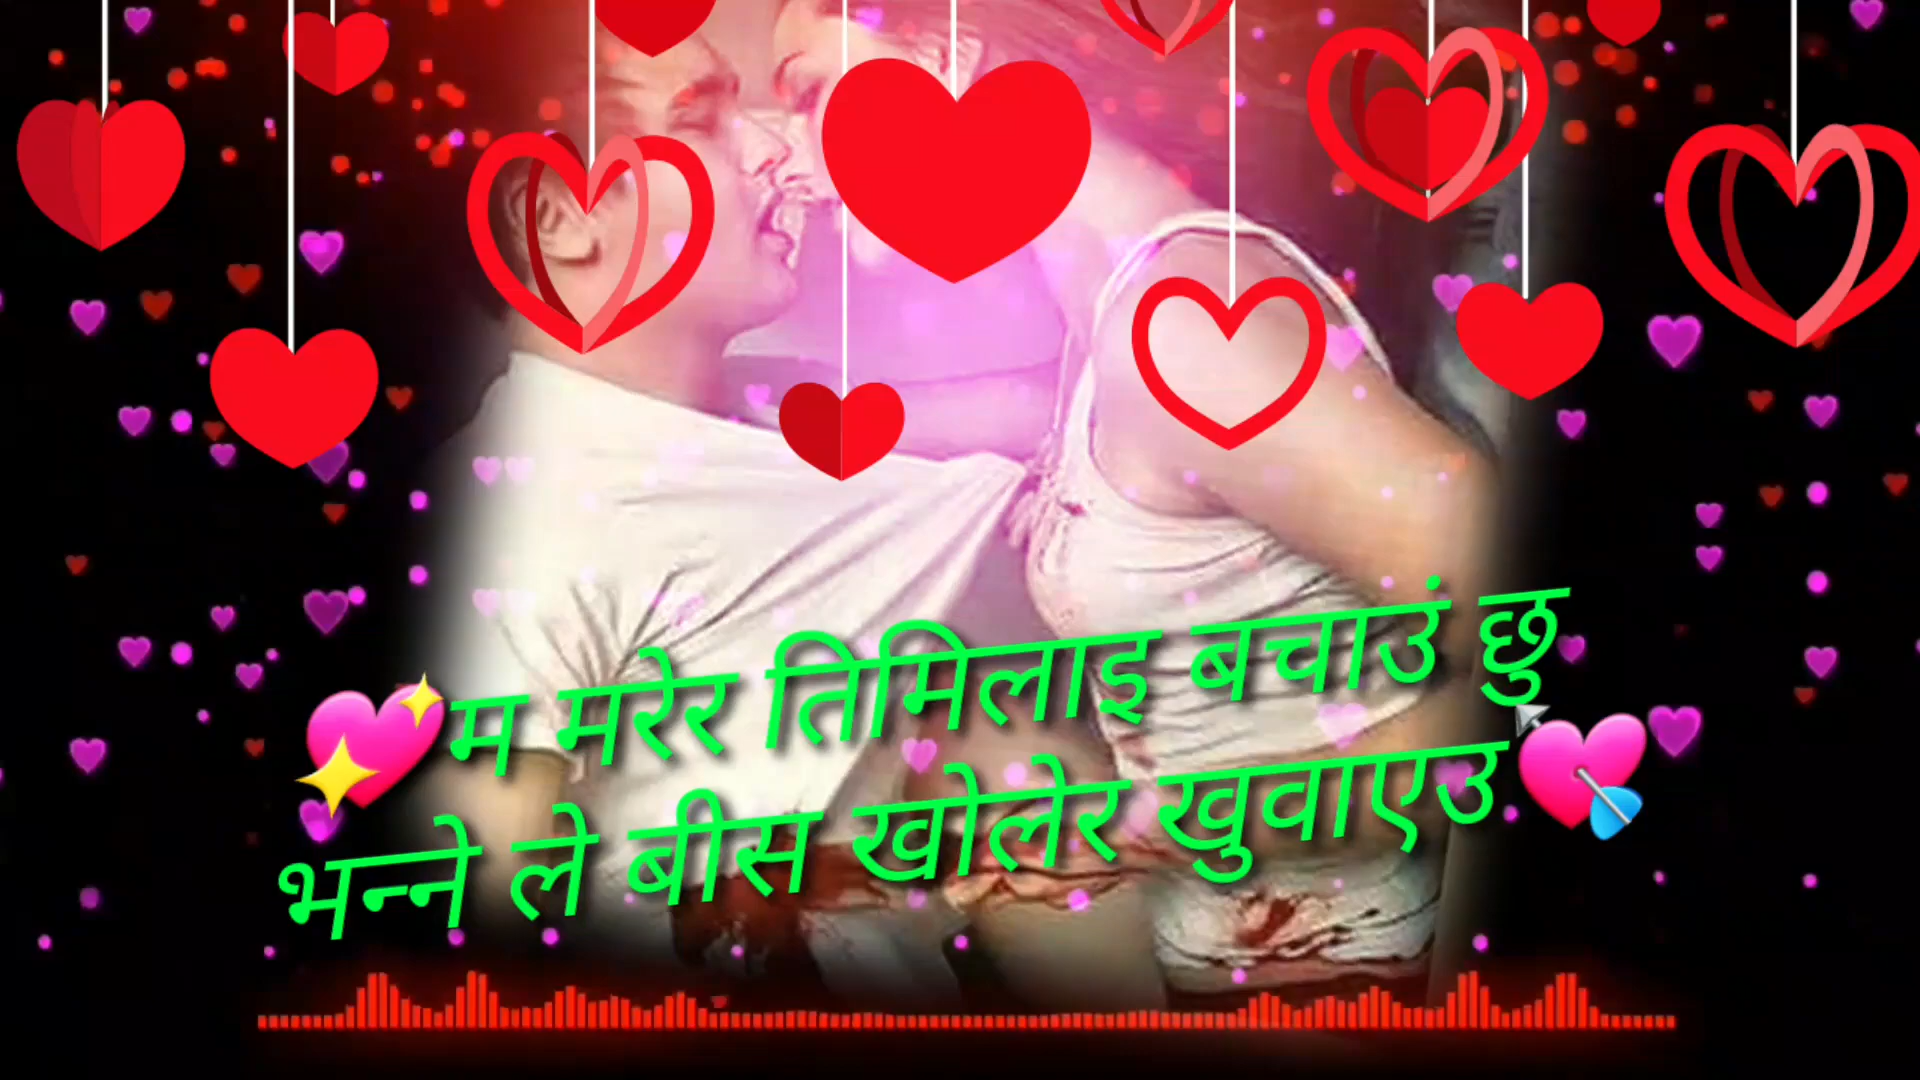 म मरेर तिमिलाइ बचाउं छु
भन्ने ले बीस खोलेर खुवाएउ